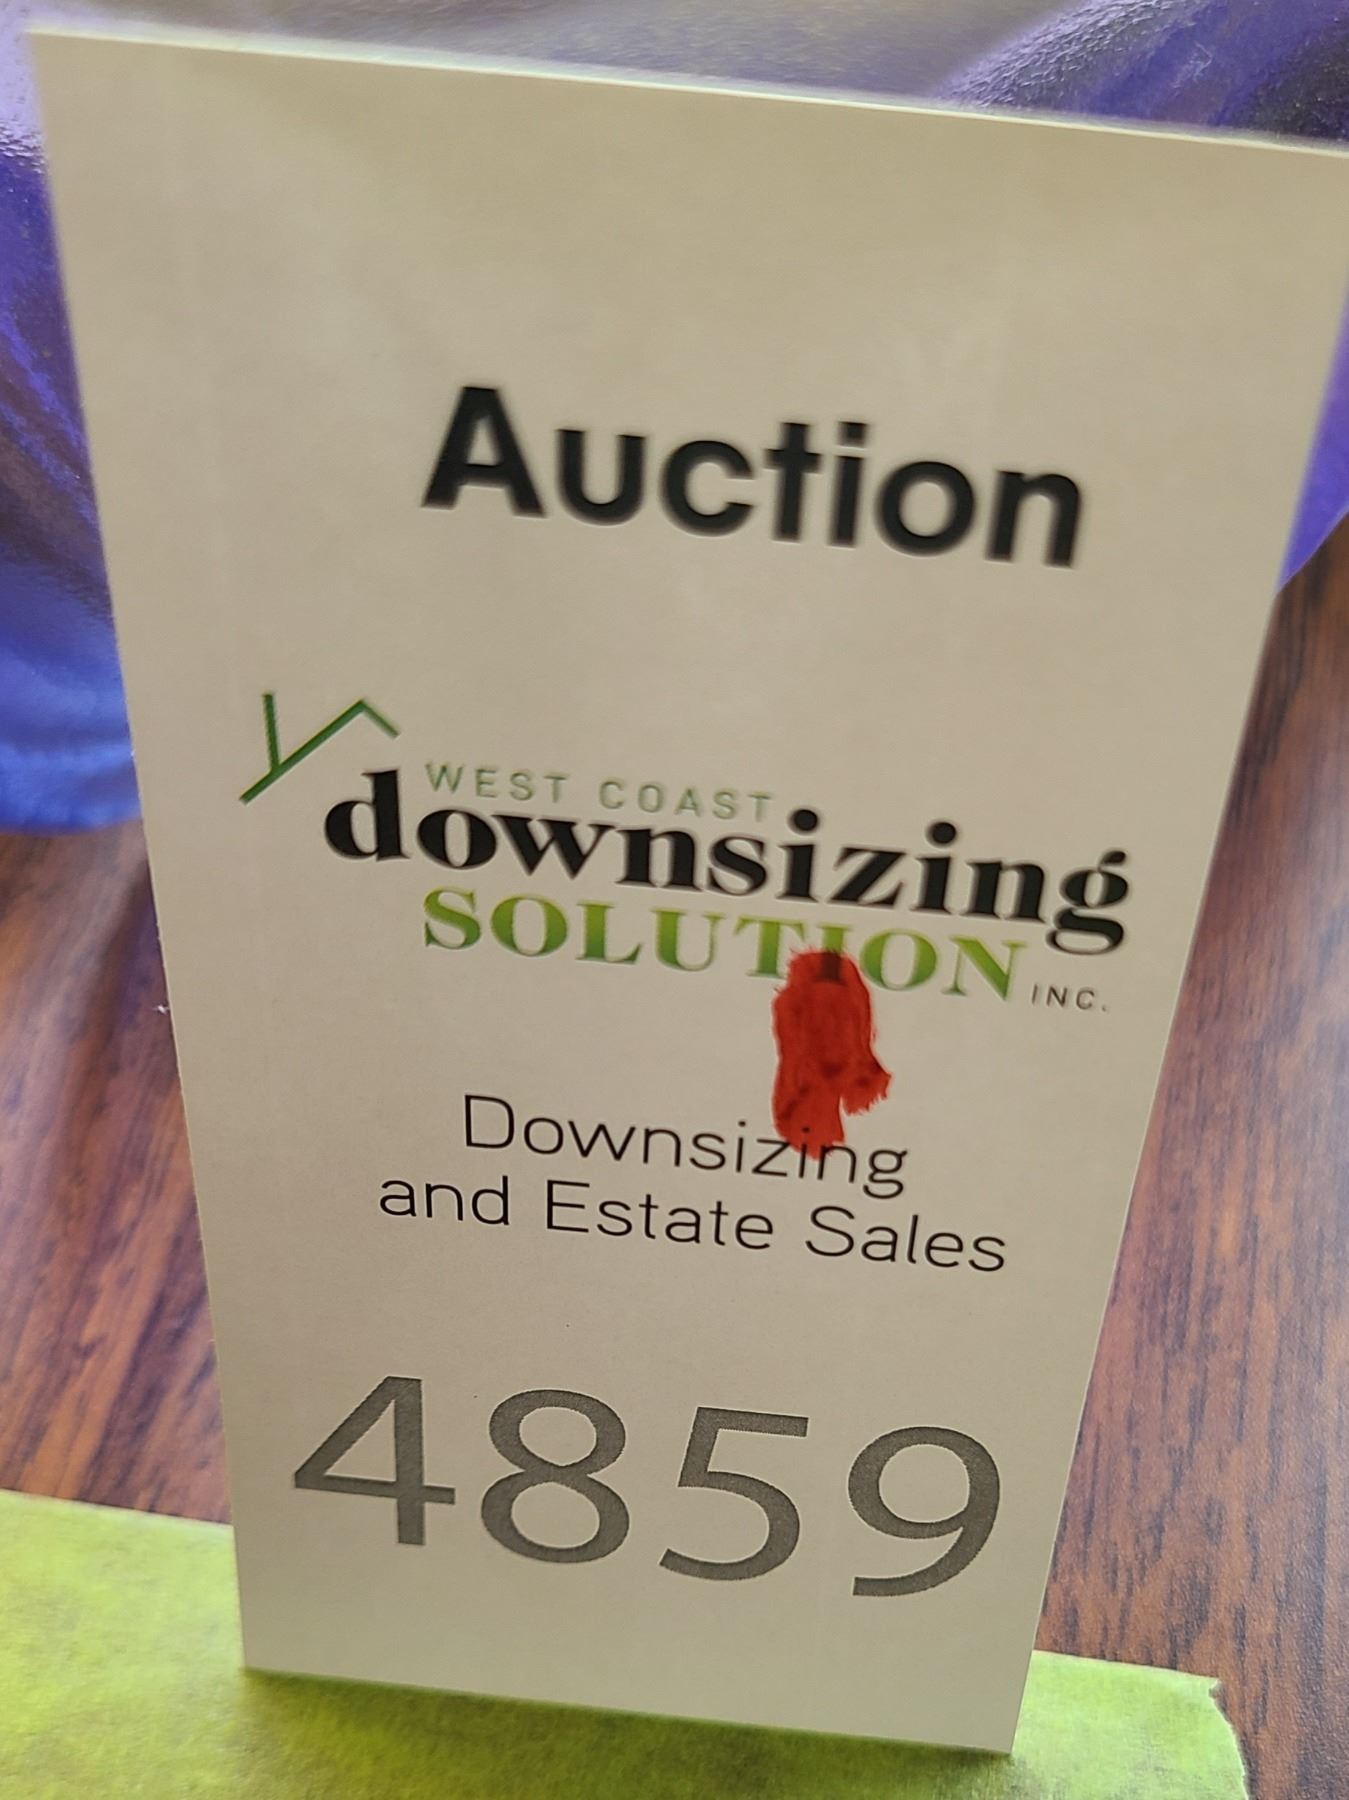 Auction
WEST COAST
downsizing
SOLUTION INC.
Downsizing
and Estate Sales
4859